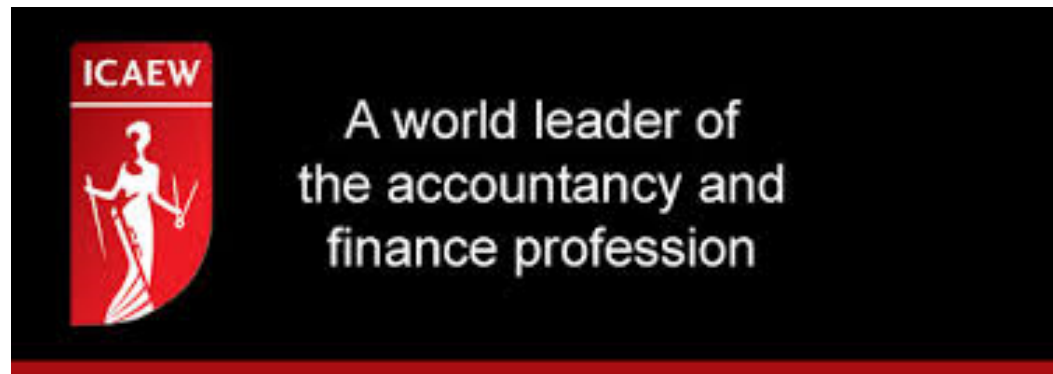 ICAEW
A world leader of
the accountancy and
finance profession